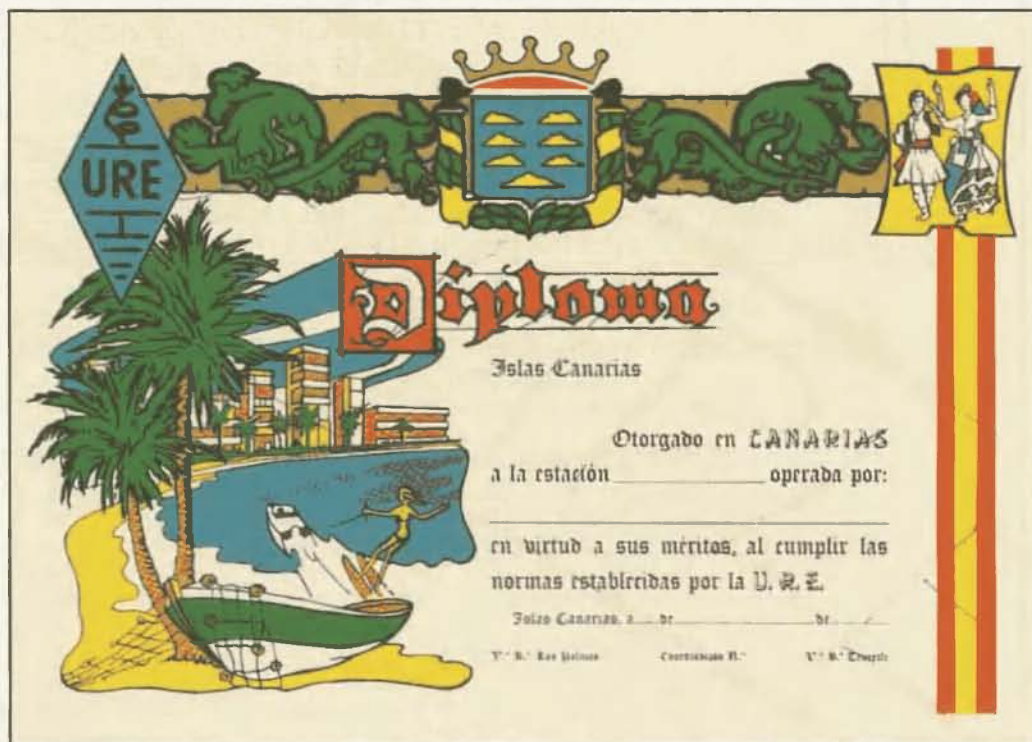 URE
Diploma
Islas Canarias
Otorgado en CANARIAS
a la estación operada por:
en virtud a sus méritos, al cumplir las
normas establecidas por la U. R. E.
Islas Canarias, a de de
V.º B.º Las Palmas V.º B.º Tenerife